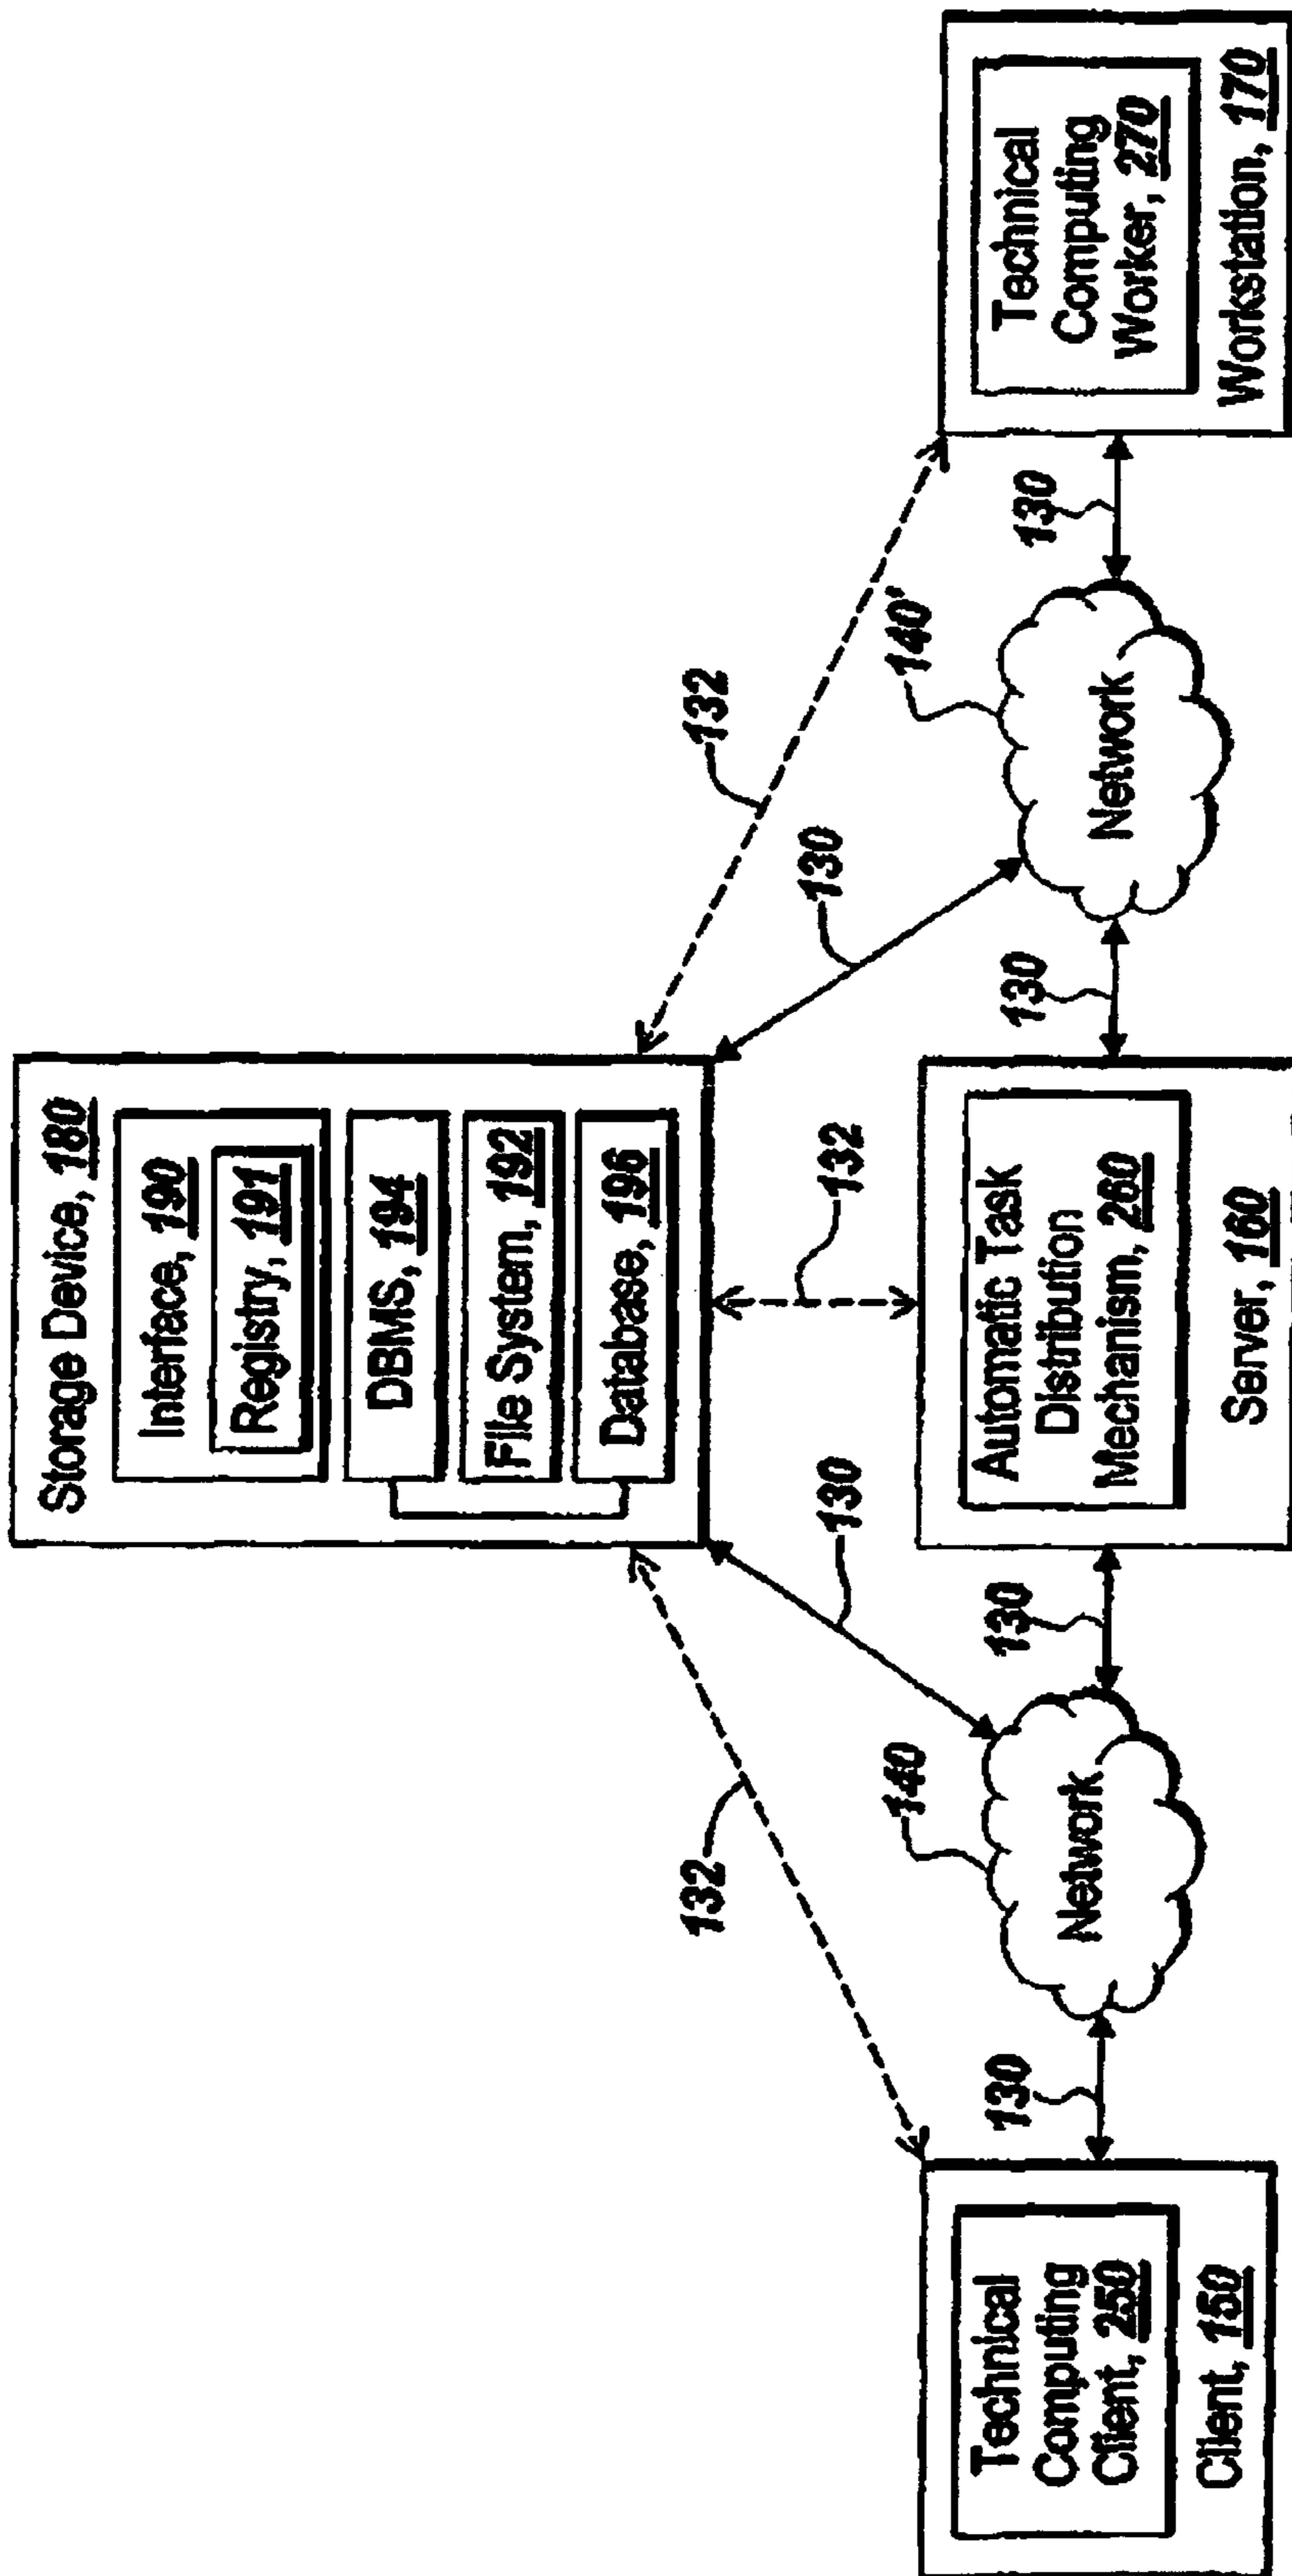 Storage Device, 180
Interface, 190
Registry, 191
DBMS, 194
File System, 192
Database, 196
132
130
132
130
132
Technical
Computing
Client, 250
Client, 150
130
140
Network
130
Automatic Task
Distribution
Mechanism, 260
Server, 160
130
140'
Network
130
Technical
Computing
Worker, 270
Workstation, 170